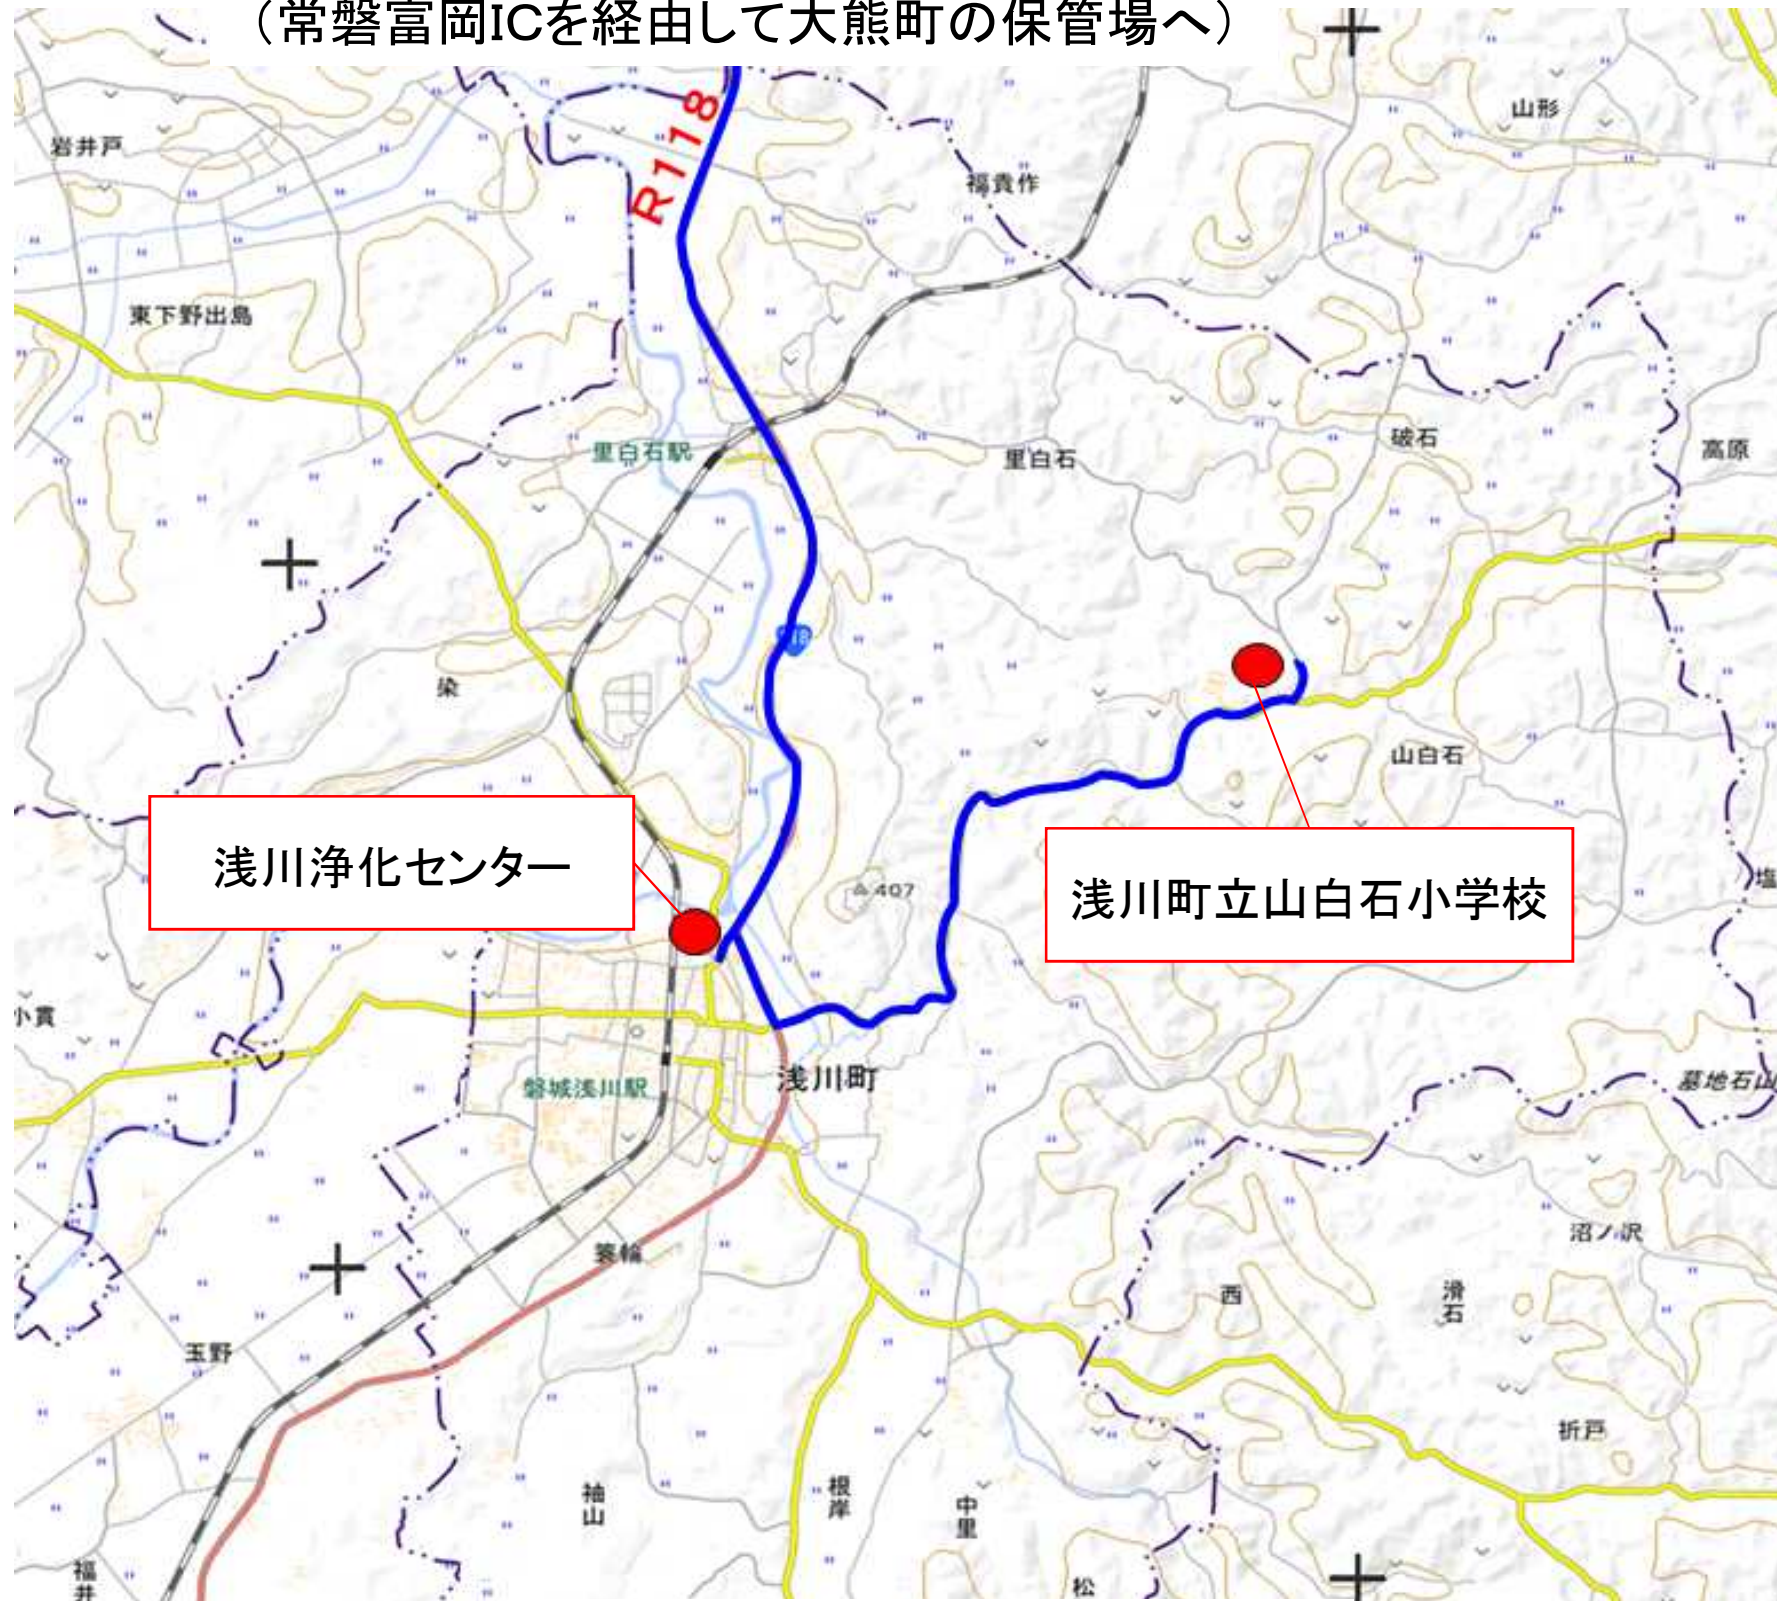 （常磐富岡ICを経由して大熊町の保管場へ）
R118
山形
岩井戸
福貴作
東下野出島
里白石駅
里白石
破石
高原
118
染
山白石
浅川浄化センター
浅川町立山白石小学校
407
塩
小貫
磐城浅川駅
浅川町
墓地石山
沼ノ沢
簑輪
西
滑石
玉野
折戸
袖山
根岸
中里
福井
松